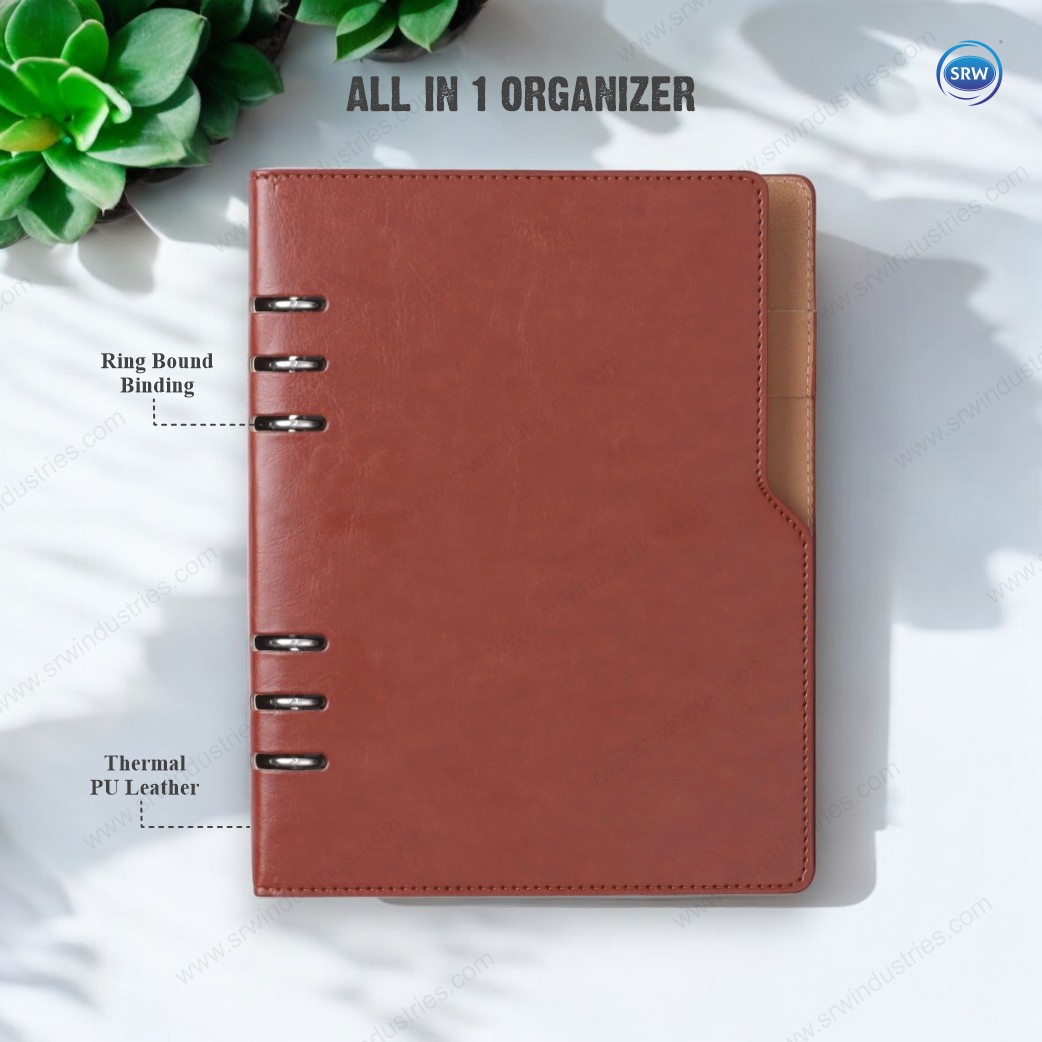 ALL IN 1 ORGANIZER
SRW
Ring Bound
Binding
Thermal
PU Leather
www.srwindustries.com